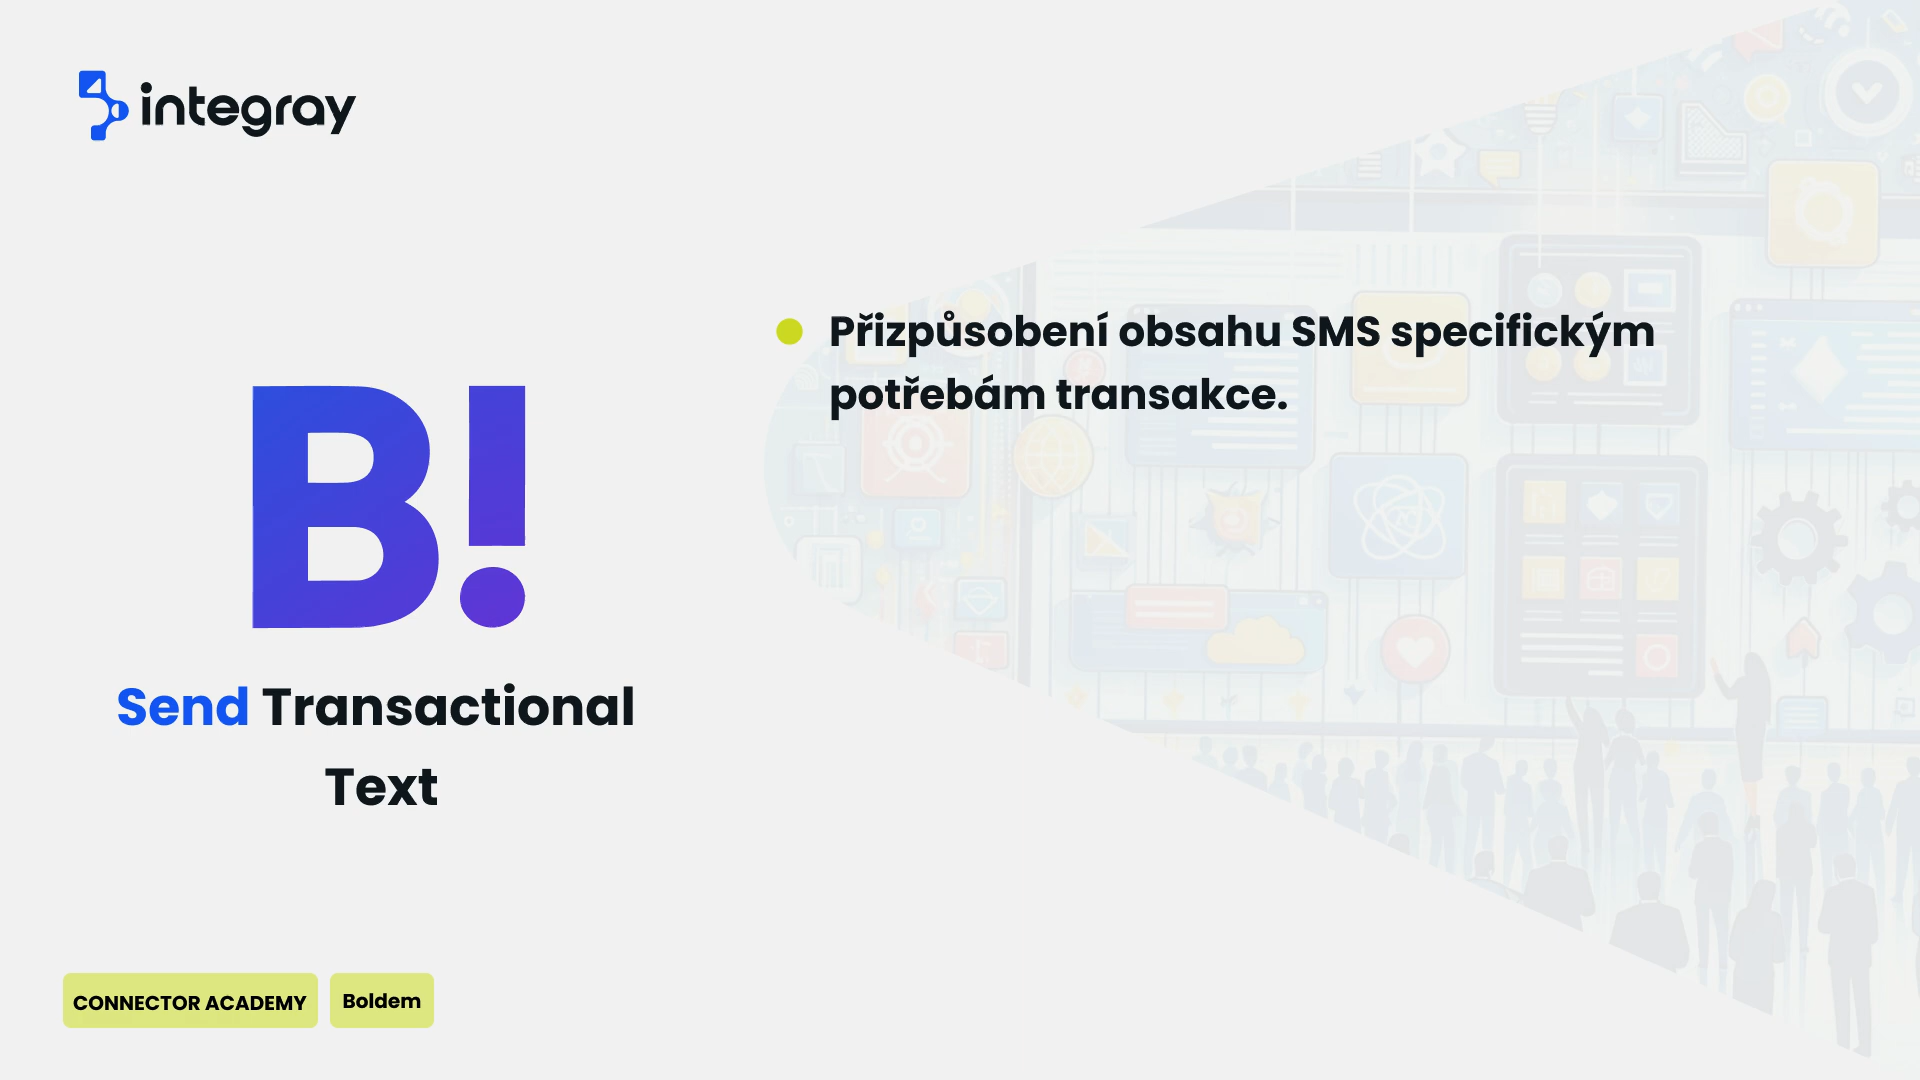 integray
Přizpůsobení obsahu SMS specifickým
potřebám transakce.
B!
Send Transactional
Text
CONNECTOR ACADEMY
Boldem